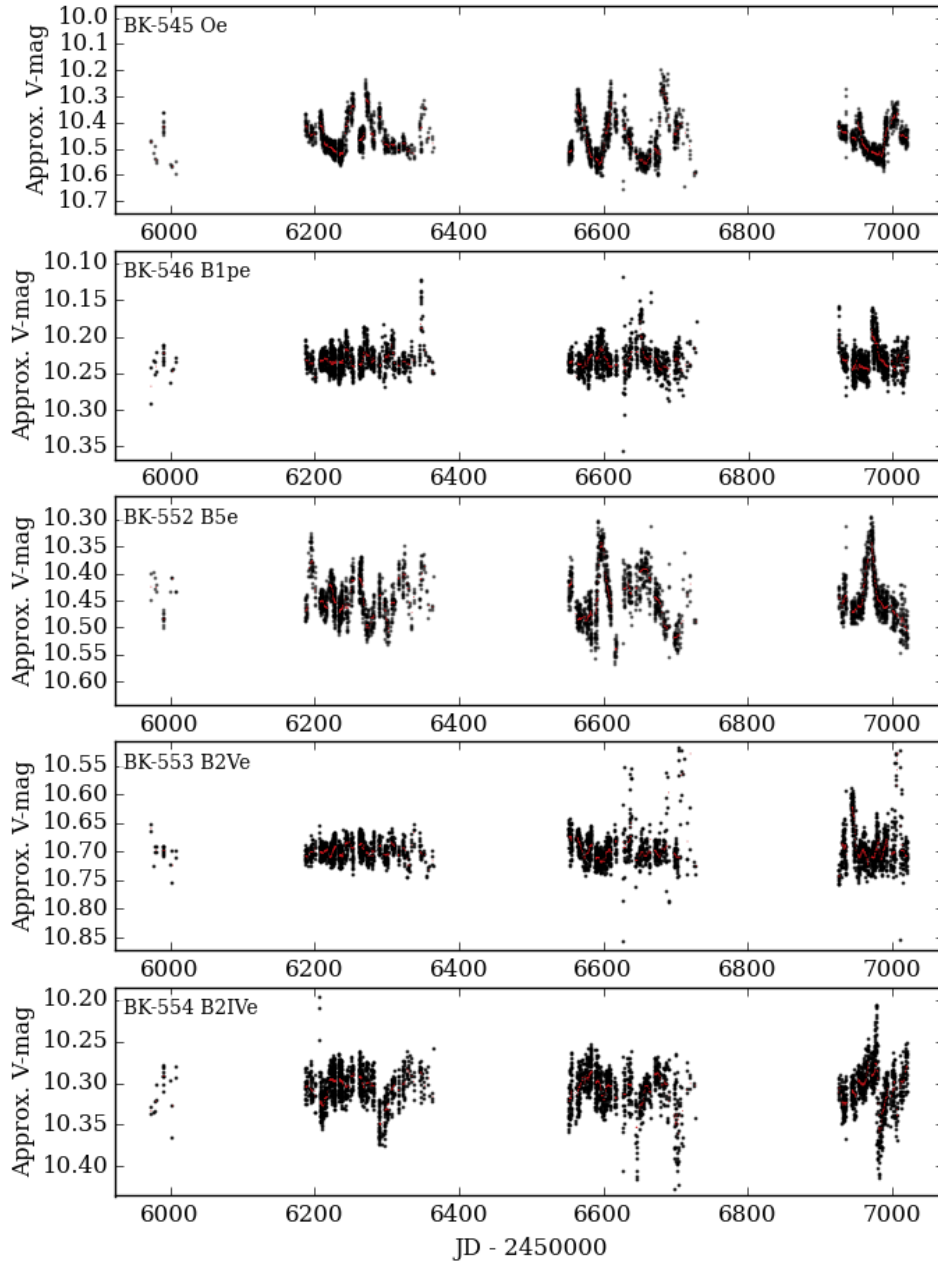 BK-545 Oe
Approx. V-mag
10.0
10.1
10.2
10.3
10.4
10.5
10.6
10.7
6000 6200 6400 6600 6800 7000
BK-546 B1pe
Approx. V-mag
10.10
10.15
10.20
10.25
10.30
10.35
6000 6200 6400 6600 6800 7000
BK-552 B5e
Approx. V-mag
10.30
10.35
10.40
10.45
10.50
10.55
10.60
6000 6200 6400 6600 6800 7000
BK-553 B2Ve
Approx. V-mag
10.55
10.60
10.65
10.70
10.75
10.80
10.85
6000 6200 6400 6600 6800 7000
BK-554 B2IVe
Approx. V-mag
10.20
10.25
10.30
10.35
10.40
6000 6200 6400 6600 6800 7000
JD - 2450000